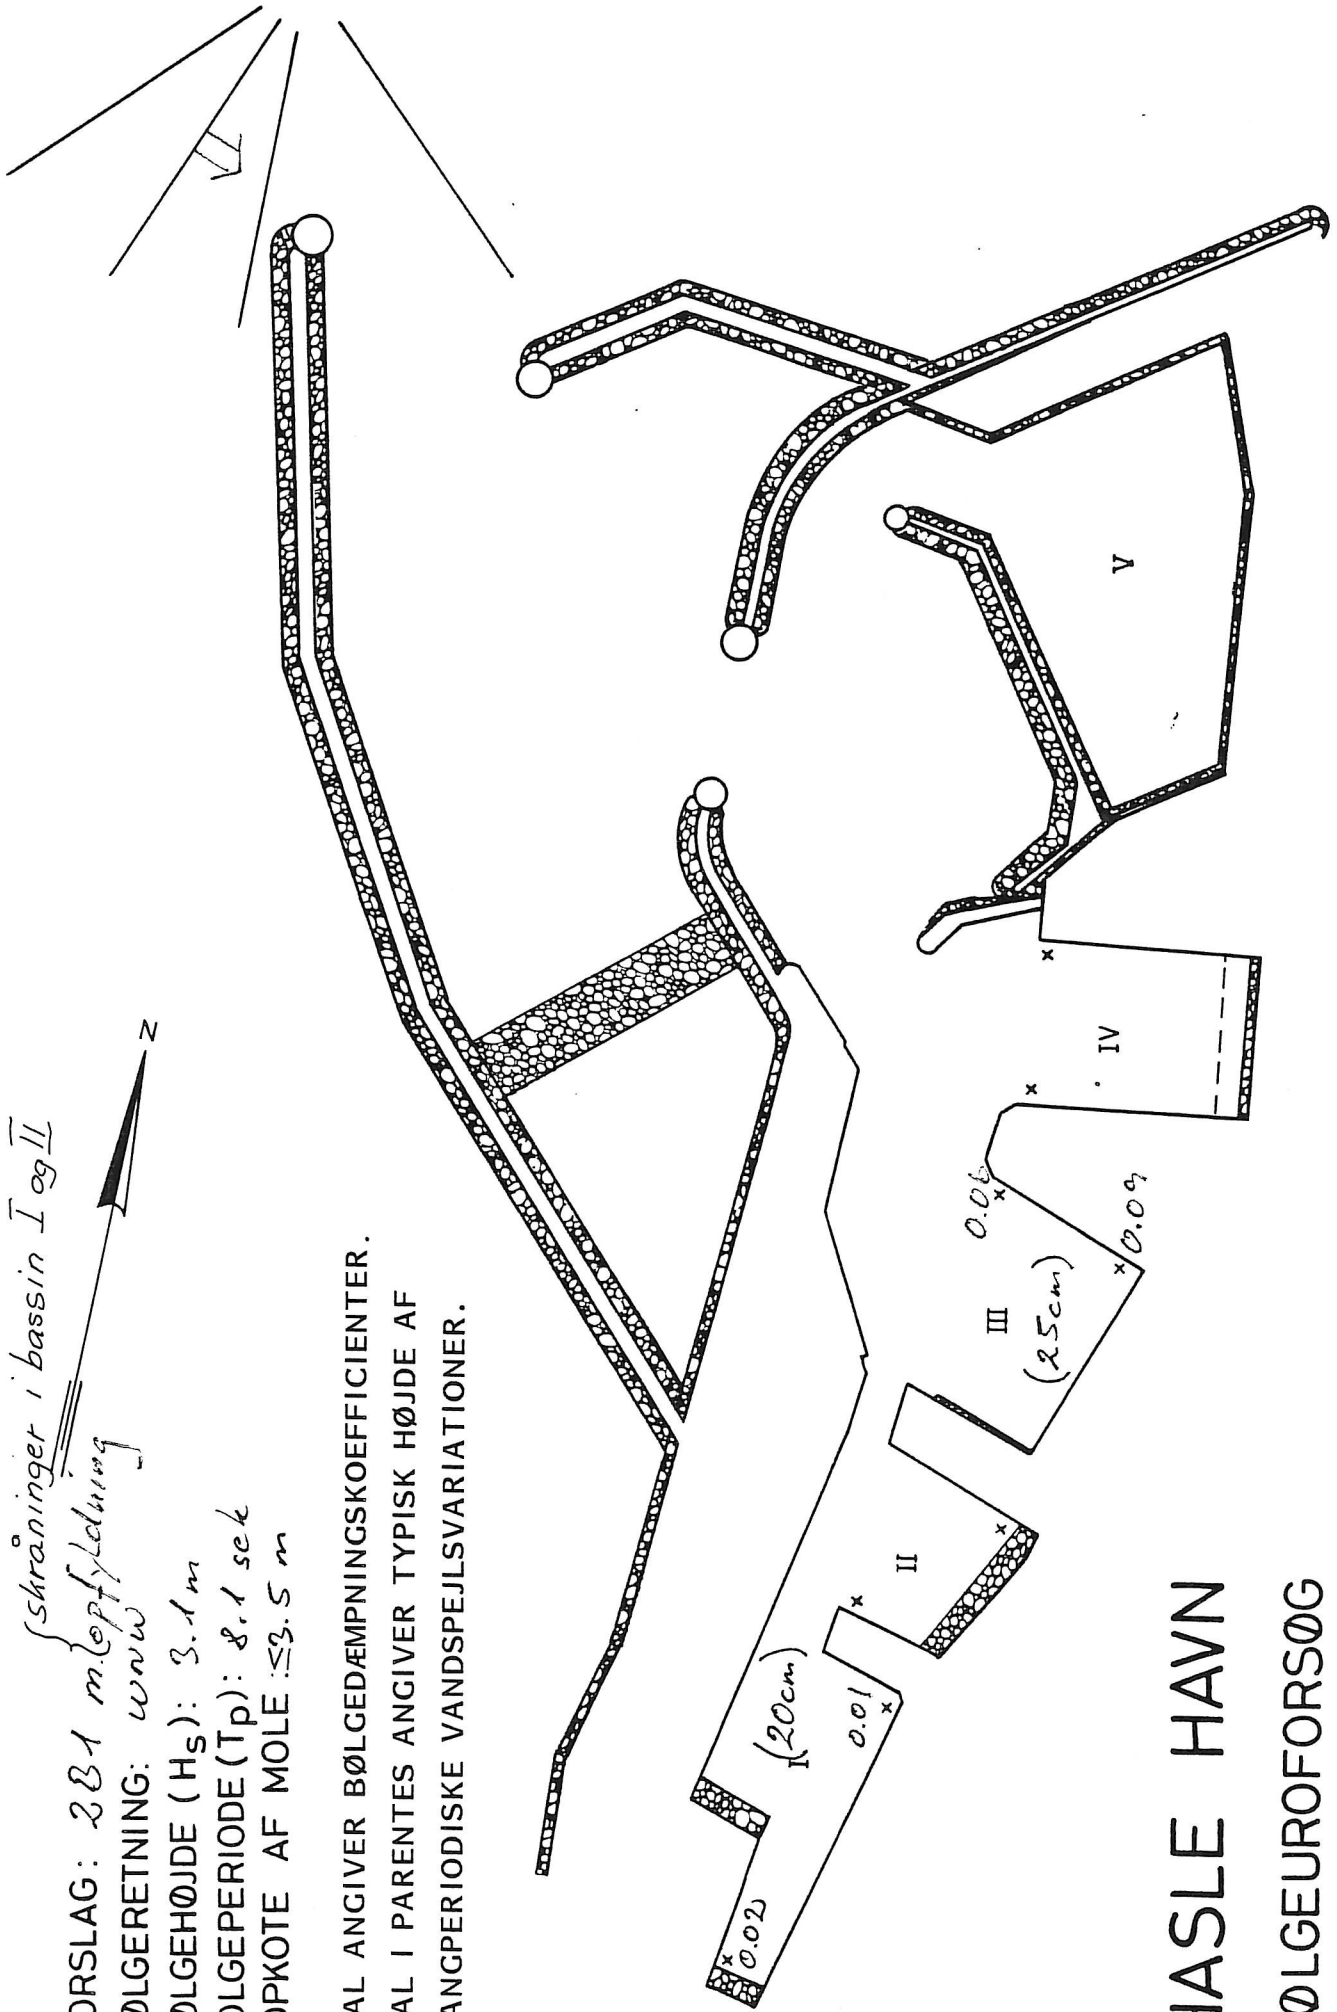 {skråninger i bassin I og II
ORSLAG: 2B1 m. {opfyldning
ØLGERETNING: WNW
ØLGEHØJDE (Hs): 3.1 m
ØLGEPERIODE (Tp): 8.1 sek
OPKOTE AF MOLE: ≤3.5 m
N
AL ANGIVER BØLGEDÆMPNINGSKOEFFICIENTER.
AL I PARENTES ANGIVER TYPISK HØJDE AF
ANGPERIODISKE VANDSPEJLSVARIATIONER.
0.02
I
(20cm)
0.01
II
III
(25cm)
0.06
0.09
IV
V
HASLE HAVN
ØLGEUROFORSØG